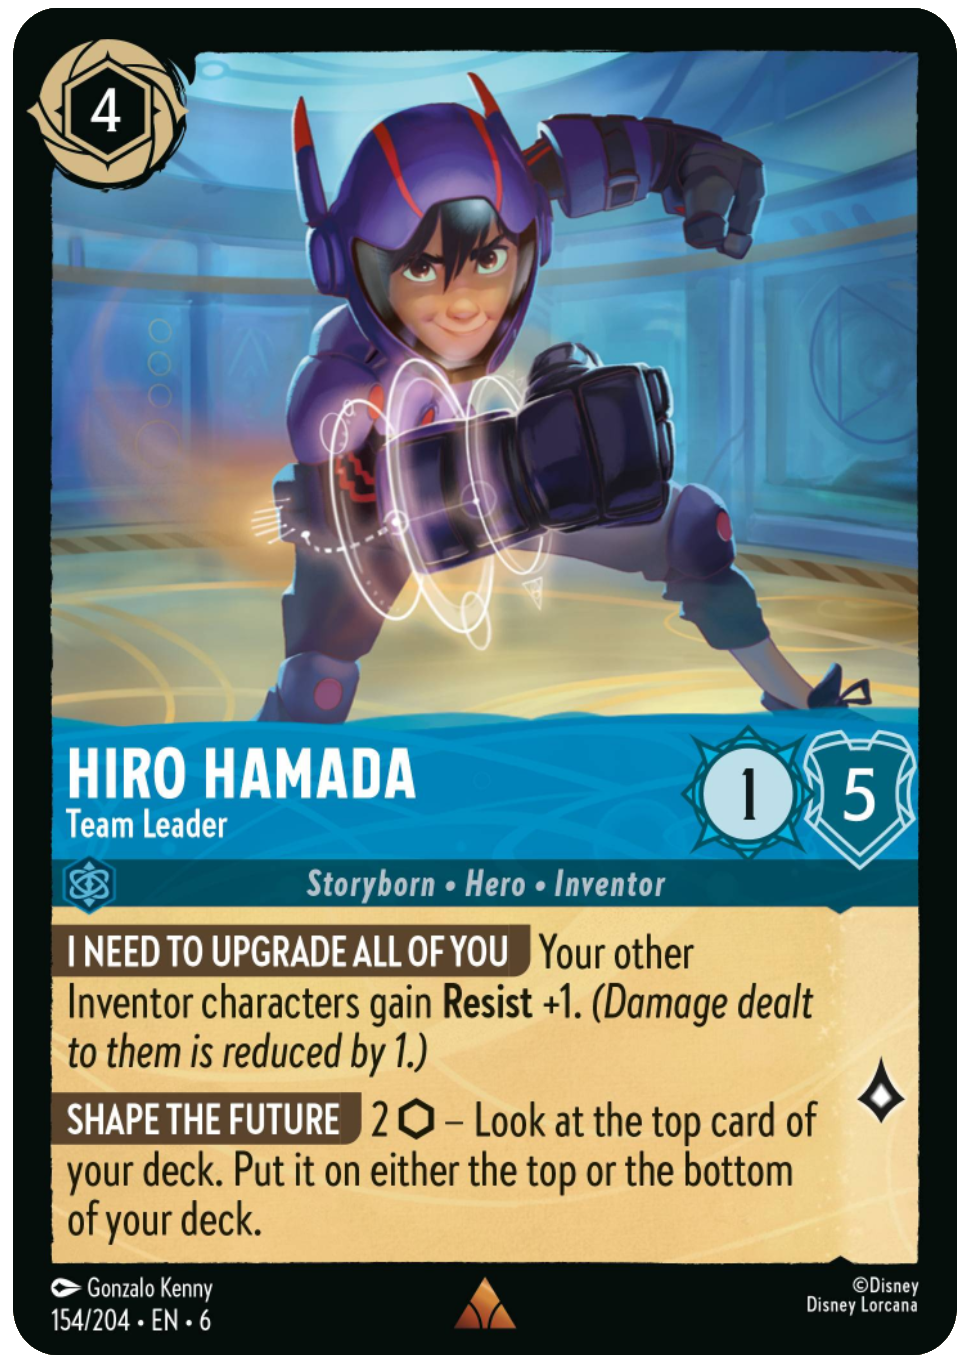 4
HIRO HAMADA
Team Leader
1
5
Storyborn • Hero • Inventor
I NEED TO UPGRADE ALL OF YOU Your other
Inventor characters gain Resist +1. (Damage dealt
to them is reduced by 1.)
SHAPE THE FUTURE 2 ⬡ – Look at the top card of
your deck. Put it on either the top or the bottom
of your deck.
Gonzalo Kenny
154/204 • EN • 6
©Disney
Disney Lorcana